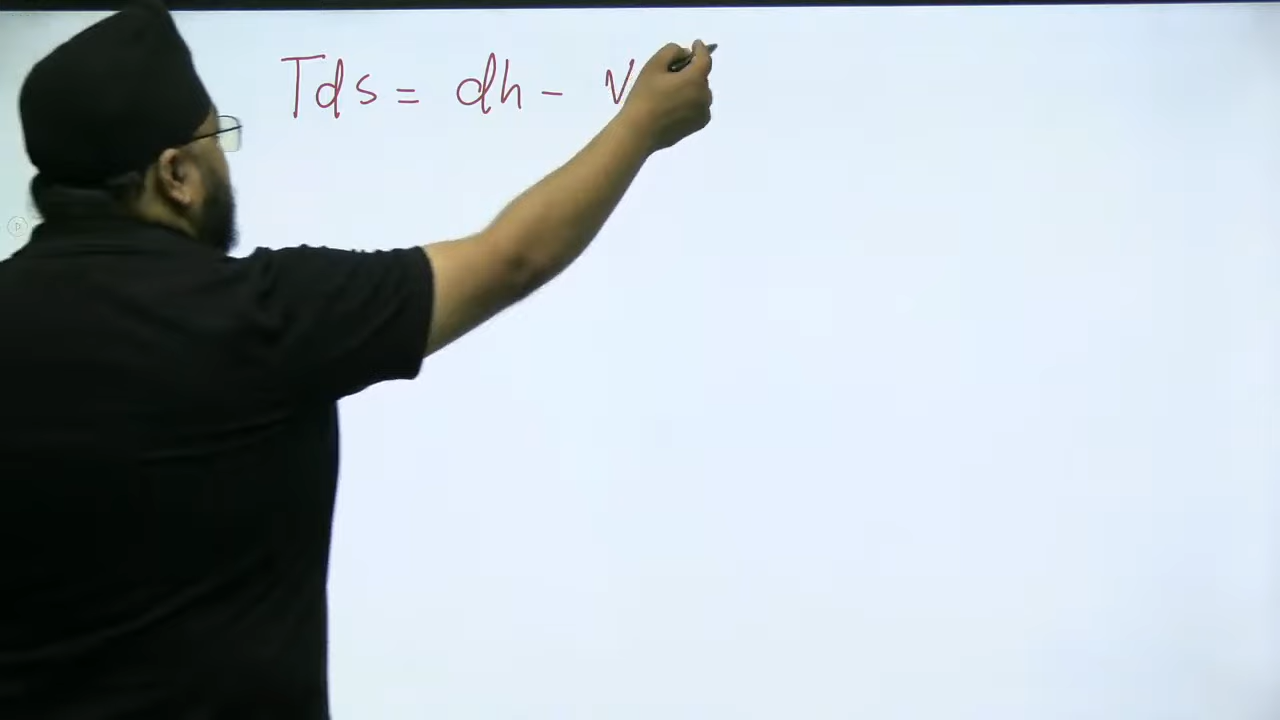 Tds = dh - v